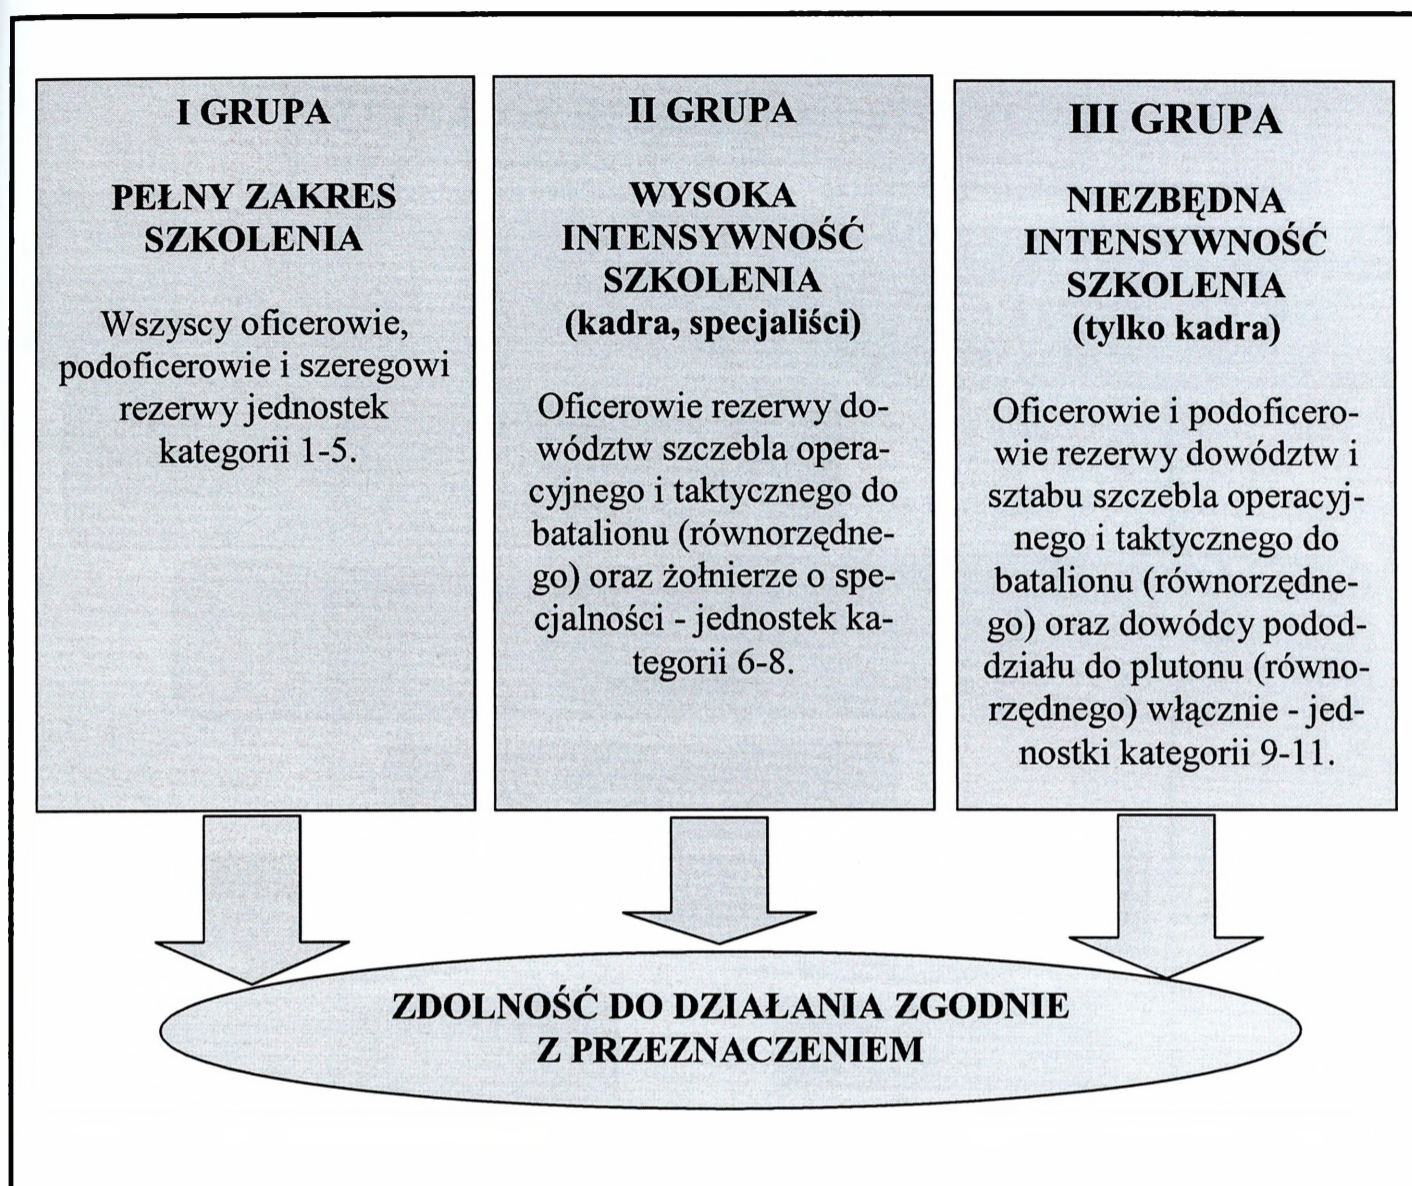 I GRUPA
PEŁNY ZAKRES
SZKOLENIA
Wszyscy oficerowie,
podoficerowie i szeregowi
rezerwy jednostek
kategorii 1-5.
II GRUPA
WYSOKA
INTENSYWNOŚĆ
SZKOLENIA
(kadra, specjaliści)
Oficerowie rezerwy do-
wództw szczebla opera-
cyjnego i taktycznego do
batalionu (równorzędne-
go) oraz żołnierze o spe-
cjalności - jednostek ka-
tegorii 6-8.
III GRUPA
NIEZBĘDNA
INTENSYWNOŚĆ
SZKOLENIA
(tylko kadra)
Oficerowie i podoficero-
wie rezerwy dowództw i
sztabu szczebla operacyj-
nego i taktycznego do
batalionu (równorzędne-
go) oraz dowódcy podod-
działu do plutonu (równo-
rzędnego) włącznie - jed-
nostki kategorii 9-11.
ZDOLNOŚĆ DO DZIAŁANIA ZGODNIE
Z PRZEZNACZENIEM